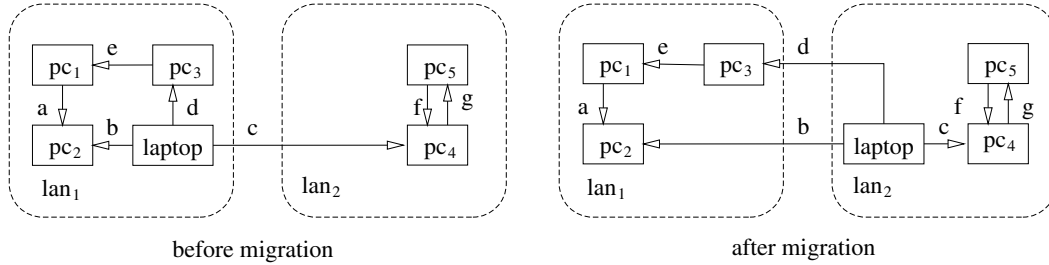 e
pc₁ pc₃ pc₅
a d f g
b c
pc₂ laptop pc₄
lan₁ lan₂
before migration
d
e
pc₁ pc₃ pc₅
a f g
b c
pc₂ laptop pc₄
lan₁ lan₂
after migration